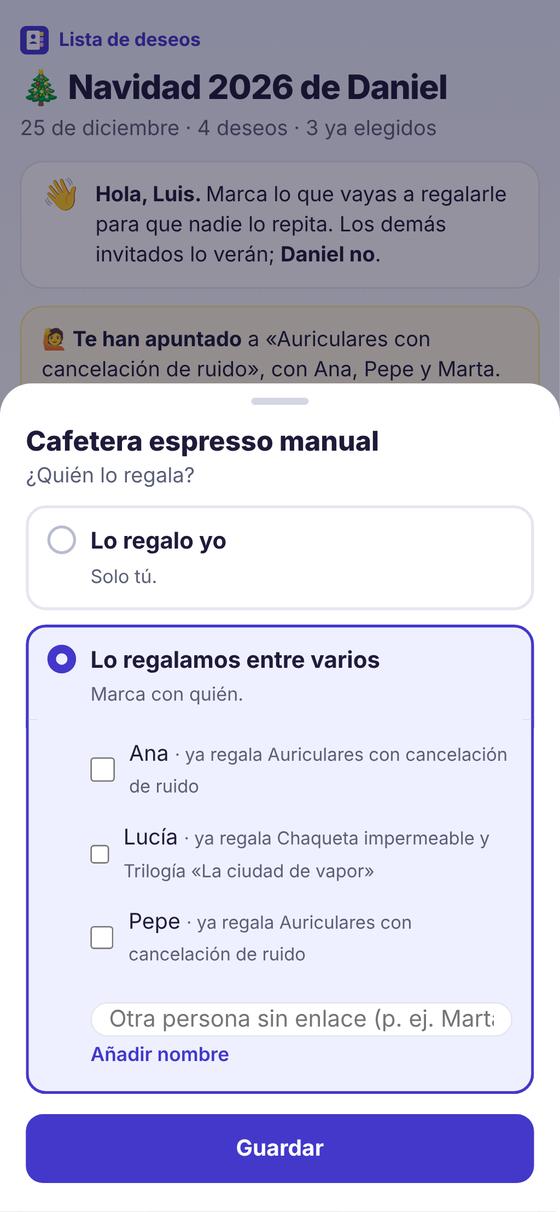 Lista de deseos
🎄 Navidad 2026 de Daniel
25 de diciembre · 4 deseos · 3 ya elegidos
👋 Hola, Luis. Marca lo que vayas a regalarle
para que nadie lo repita. Los demás
invitados lo verán; Daniel no.
🙋 Te han apuntado a «Auriculares con
cancelación de ruido», con Ana, Pepe y Marta.
Cafetera espresso manual
¿Quién lo regala?
Lo regalo yo
Solo tú.
Lo regalamos entre varios
Marca con quién.
Ana · ya regala Auriculares con cancelación
de ruido
Lucía · ya regala Chaqueta impermeable y
Trilogía «La ciudad de vapor»
Pepe · ya regala Auriculares con
cancelación de ruido
Otra persona sin enlace (p. ej. Marta
Añadir nombre
Guardar